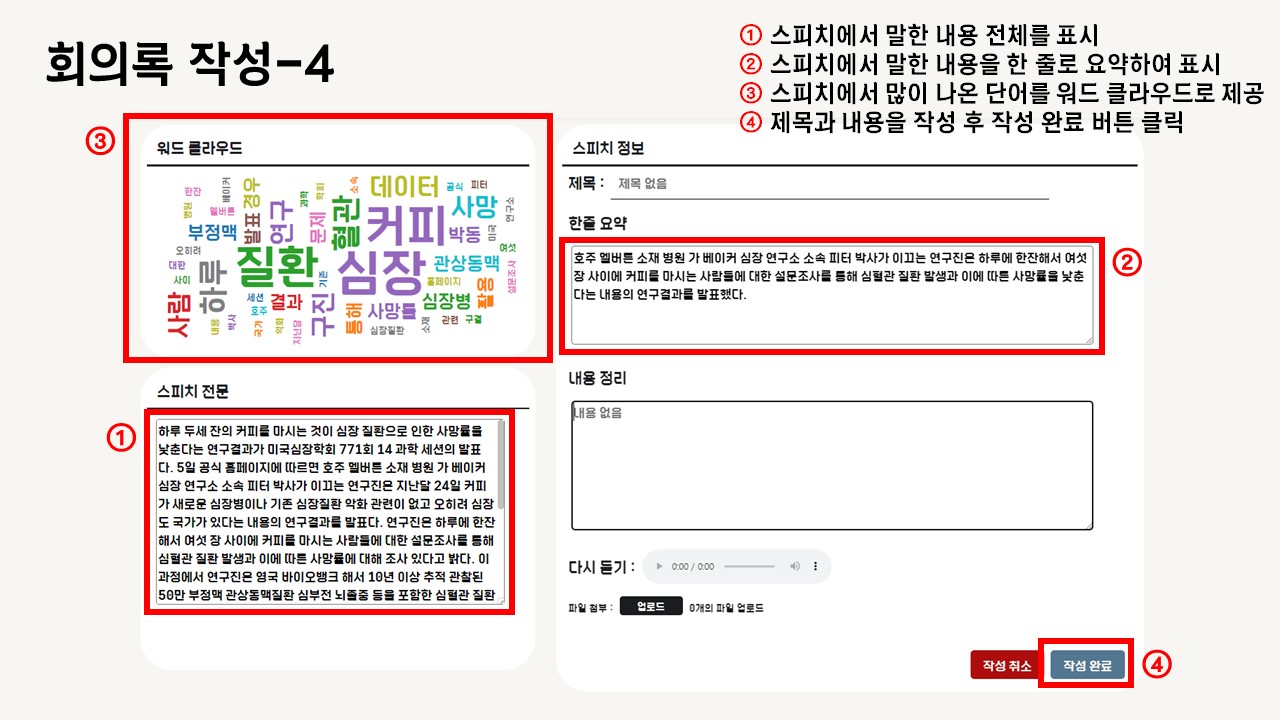 회의록 작성-4
① 스피치에서 말한 내용 전체를 표시
② 스피치에서 말한 내용을 한 줄로 요약하여 표시
③ 스피치에서 많이 나온 단어를 워드 클라우드로 제공
④ 제목과 내용을 작성 후 작성 완료 버튼 클릭
③
워드 클라우드
만잔 베이커 경우 과학 학회 소속 데이터 공식 피터
병원 멜버른 사망 연구소
부정맥 발표 연구 문제 혈관 커피 박동 미국
오히려 여섯
대한 질환 기존 심장 관상동맥 설문조사
사이 하루 홈페이지
세션 결과 심장병 활용
사람 호주 구진 통해 사망률
내용 박사 국가 악화 지난달 심장질환 소재 관련 구결
스피치 전문
①
하루 두세 잔의 커피를 마시는 것이 심장 질환으로 인한 사망률을
낮춘다는 연구결과가 미국심장학회 771회 14 과학 세션의 발표
다. 5일 공식 홈페이지에 따르면 호주 멜버른 소재 병원 가 베이커
심장 연구소 소속 피터 박사가 이끄는 연구진은 지난달 24일 커피
가 새로운 심장병이나 기존 심장질환 악화 관련이 없고 오히려 심장
도 국가가 있다는 내용의 연구결과를 발표다. 연구진은 하루에 한잔
해서 여섯 장 사이에 커피를 마시는 사람들에 대한 설문조사를 통해
심혈관 질환 발생과 이에 따른 사망률에 대해 조사 있다고 밝다. 이
과정에서 연구진은 영국 바이오뱅크 해서 10년 이상 추적 관찰된
50만 부정맥 관상동맥질환 심부전 뇌졸중 등을 포함한 심혈관 질환
스피치 정보
제목 : 제목 없음
한줄 요약
호주 멜버른 소재 병원 가 베이커 심장 연구소 소속 피터 박사가 이끄는 연구진은 하루에 한잔해서 여섯
장 사이에 커피를 마시는 사람들에 대한 설문조사를 통해 심혈관 질환 발생과 이에 따른 사망률을 낮춘
다는 내용의 연구결과를 발표했다.
②
내용 정리
내용 없음
다시 듣기 : 0:00 / 0:00
파일 첨부 : 업로드 0개의 파일 업로드
작성 취소 작성 완료 ④